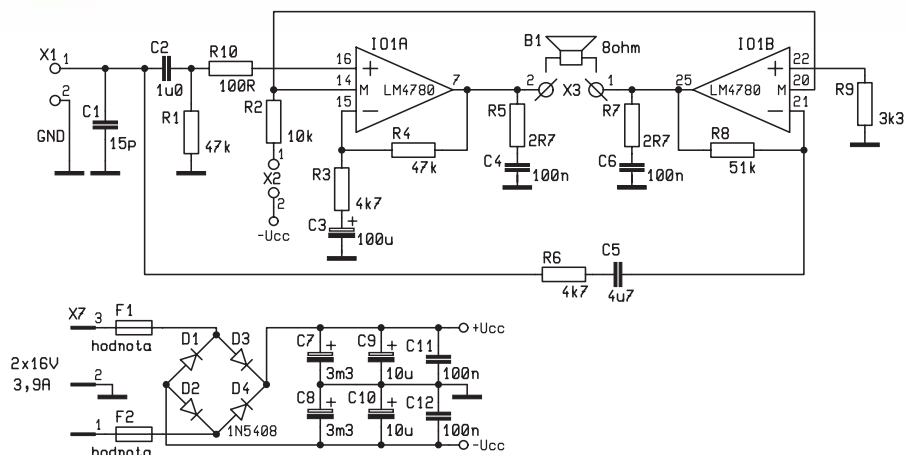 X1
1
2
GND
C1
15p
C2
1u0
R1
47k
R10
100R
R2
10k
1
X2
2
-Ucc
IO1A
16
14
15
+
M
−
LM4780
7
R4
47k
R3
4k7
C3
+
100u
B1
8ohm
2
X3
1
R5
2R7
C4
100n
R7
2R7
C6
100n
IO1B
25
LM4780
+
M
−
22
20
21
R8
51k
R9
3k3
R6
4k7
C5
4u7
X7
3
F1
hodnota
2x16V
3,9A
2
1
F2
hodnota
D1
D3
D2
D4
1N5408
C7
+
3m3
C9
+
10u
C11
100n
C8
+
3m3
C10
+
10u
C12
100n
+Ucc
-Ucc